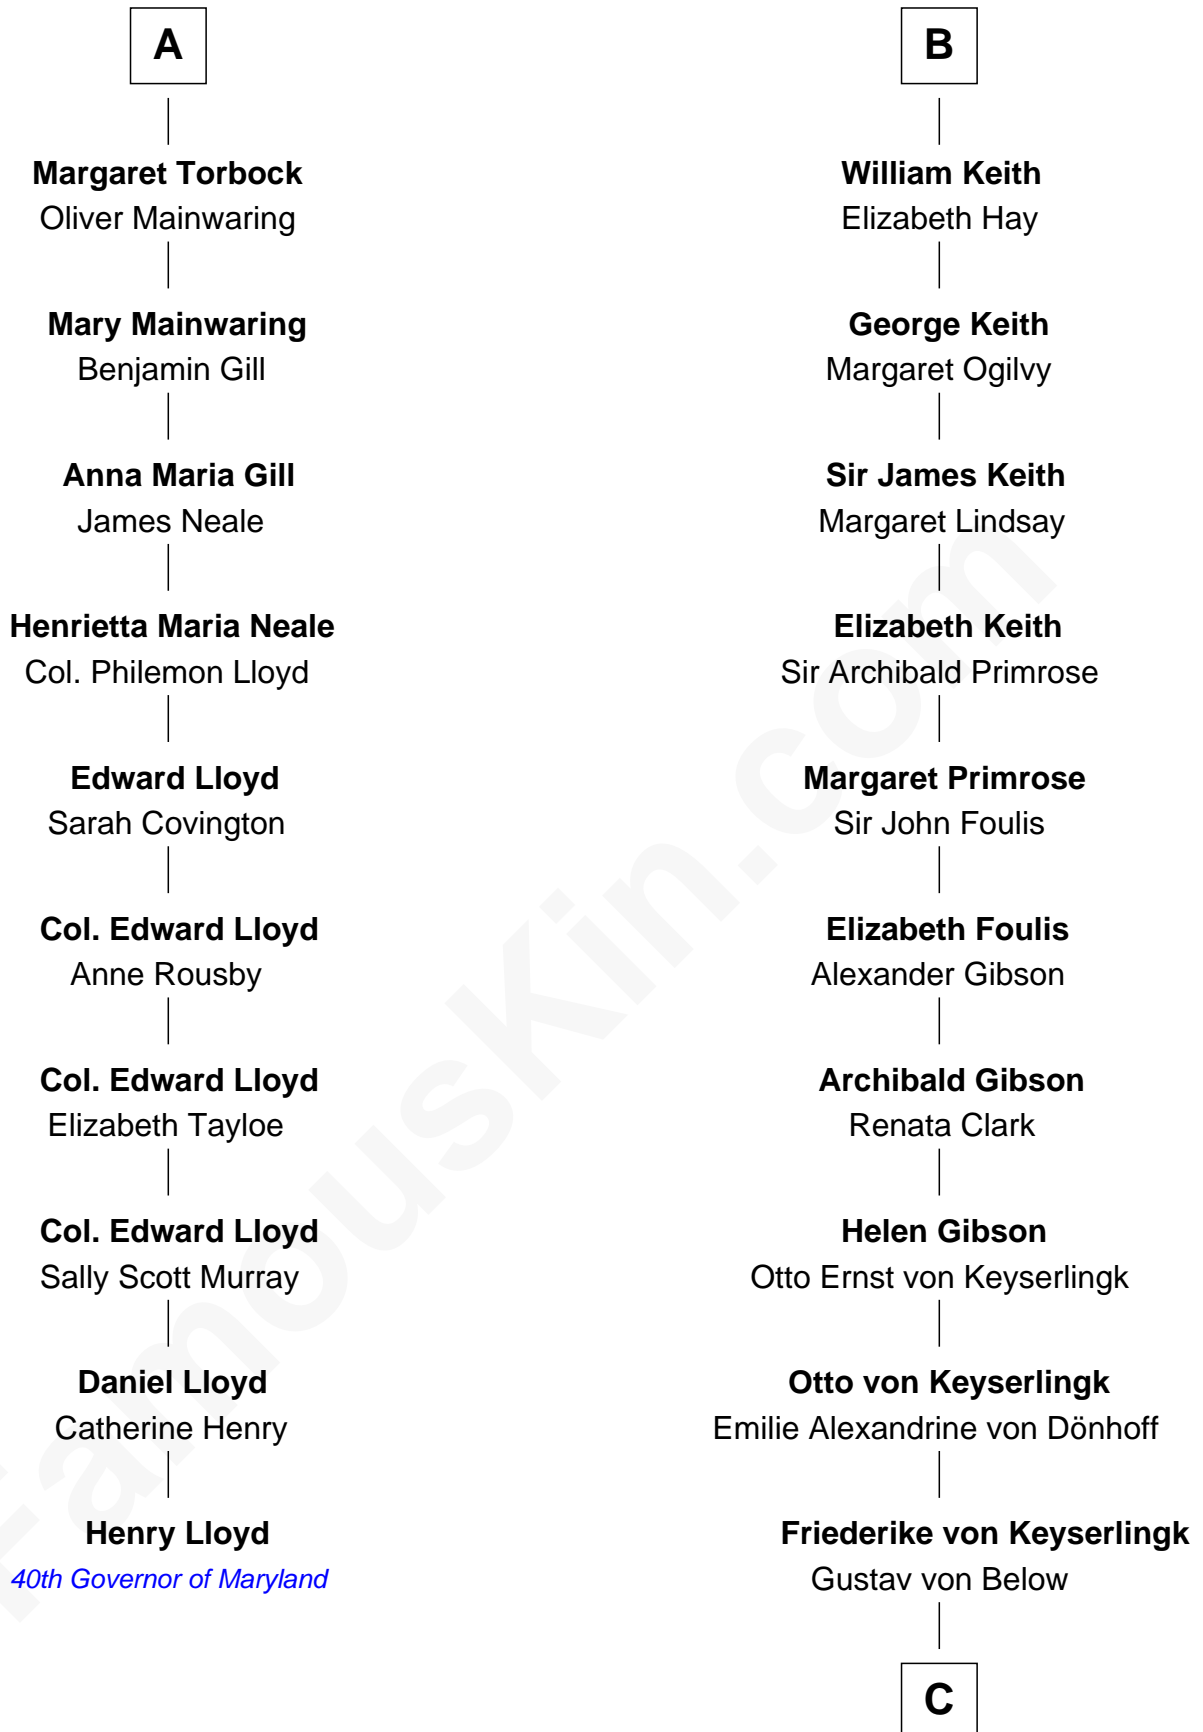 A
Margaret Torbock
Oliver Mainwaring
Mary Mainwaring
Benjamin Gill
Anna Maria Gill
James Neale
Henrietta Maria Neale
Col. Philemon Lloyd
Edward Lloyd
Sarah Covington
Col. Edward Lloyd
Anne Rousby
Col. Edward Lloyd
Elizabeth Tayloe
Col. Edward Lloyd
Sally Scott Murray
Daniel Lloyd
Catherine Henry
Henry Lloyd
40th Governor of Maryland
B
William Keith
Elizabeth Hay
George Keith
Margaret Ogilvy
Sir James Keith
Margaret Lindsay
Elizabeth Keith
Sir Archibald Primrose
Margaret Primrose
Sir John Foulis
Elizabeth Foulis
Alexander Gibson
Archibald Gibson
Renata Clark
Helen Gibson
Otto Ernst von Keyserlingk
Otto von Keyserlingk
Emilie Alexandrine von Dönhoff
Friederike von Keyserlingk
Gustav von Below
C
FamousKin.com